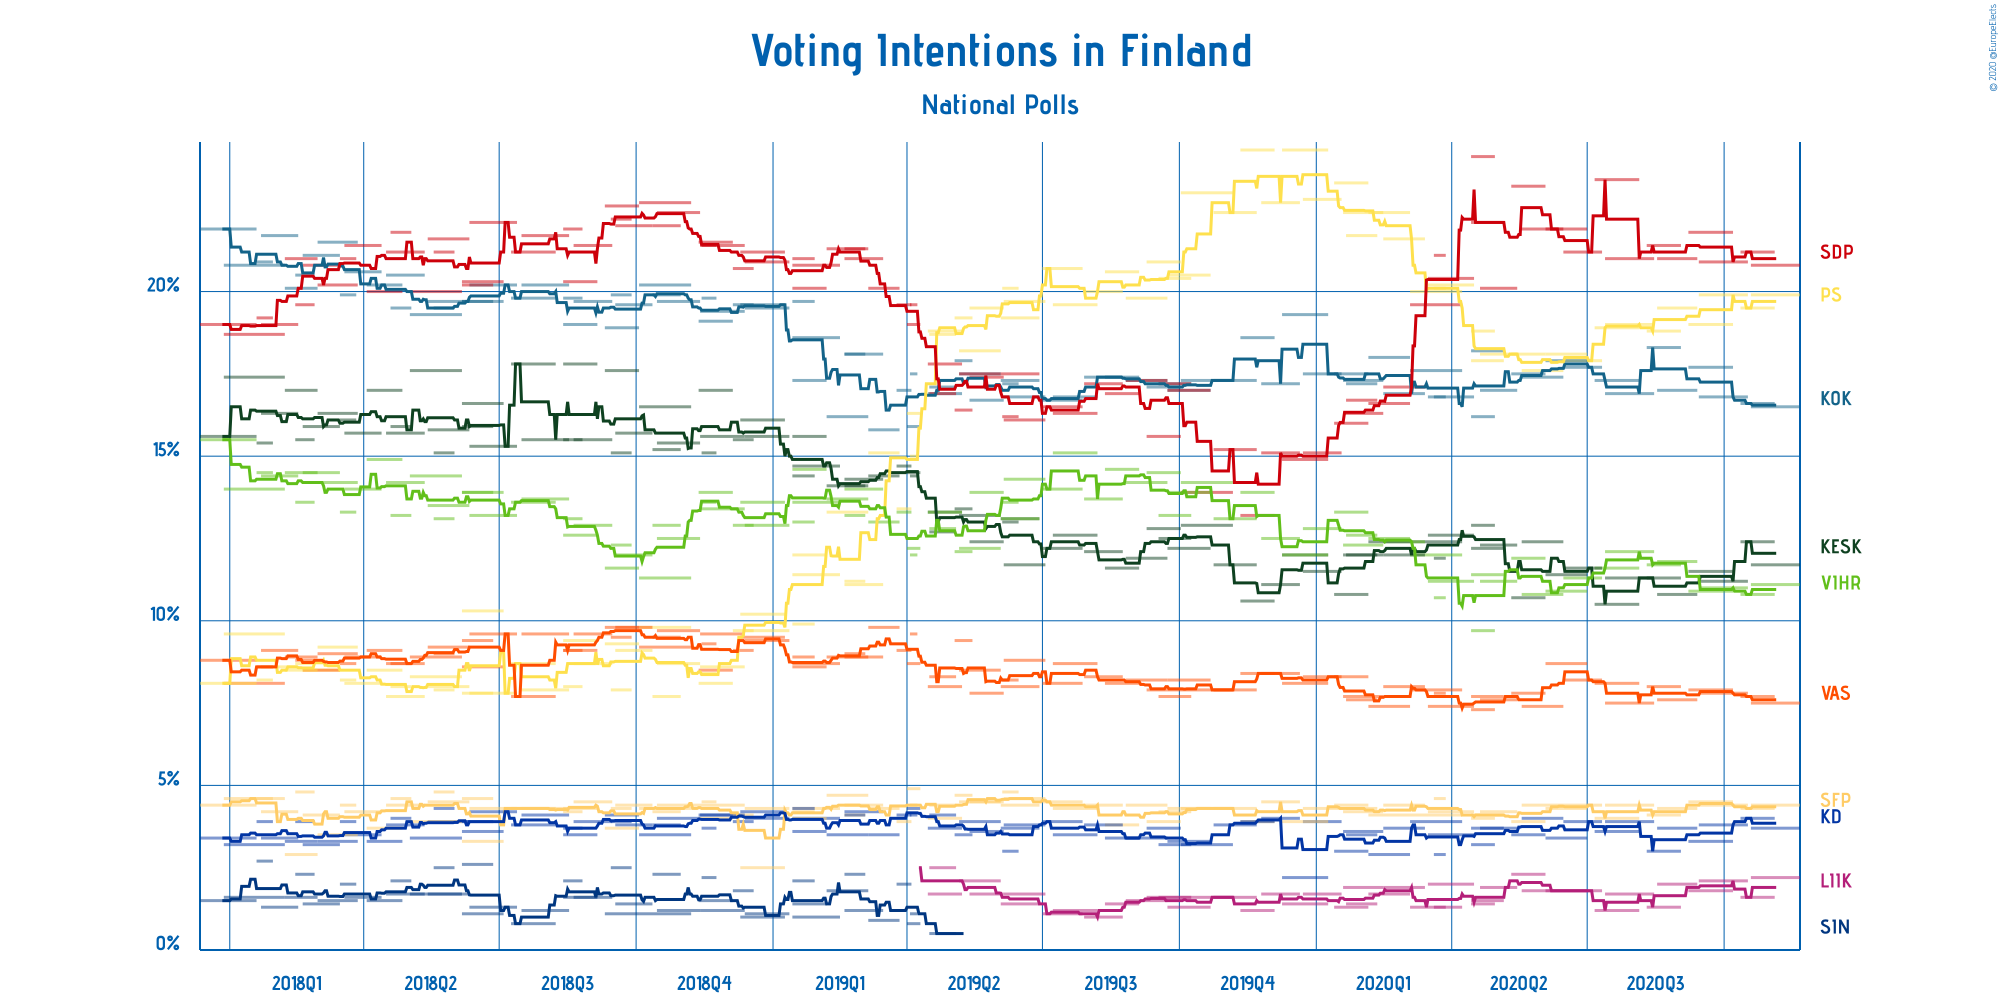 Voting Intentions in Finland
National Polls
© 2020 @EuropeElects
20%
15%
10%
5%
0%
SDP
PS
KOK
KESK
VIHR
VAS
SFP
KD
LIIK
SIN
2018Q1 2018Q2 2018Q3 2018Q4 2019Q1 2019Q2 2019Q3 2019Q4 2020Q1 2020Q2 2020Q3